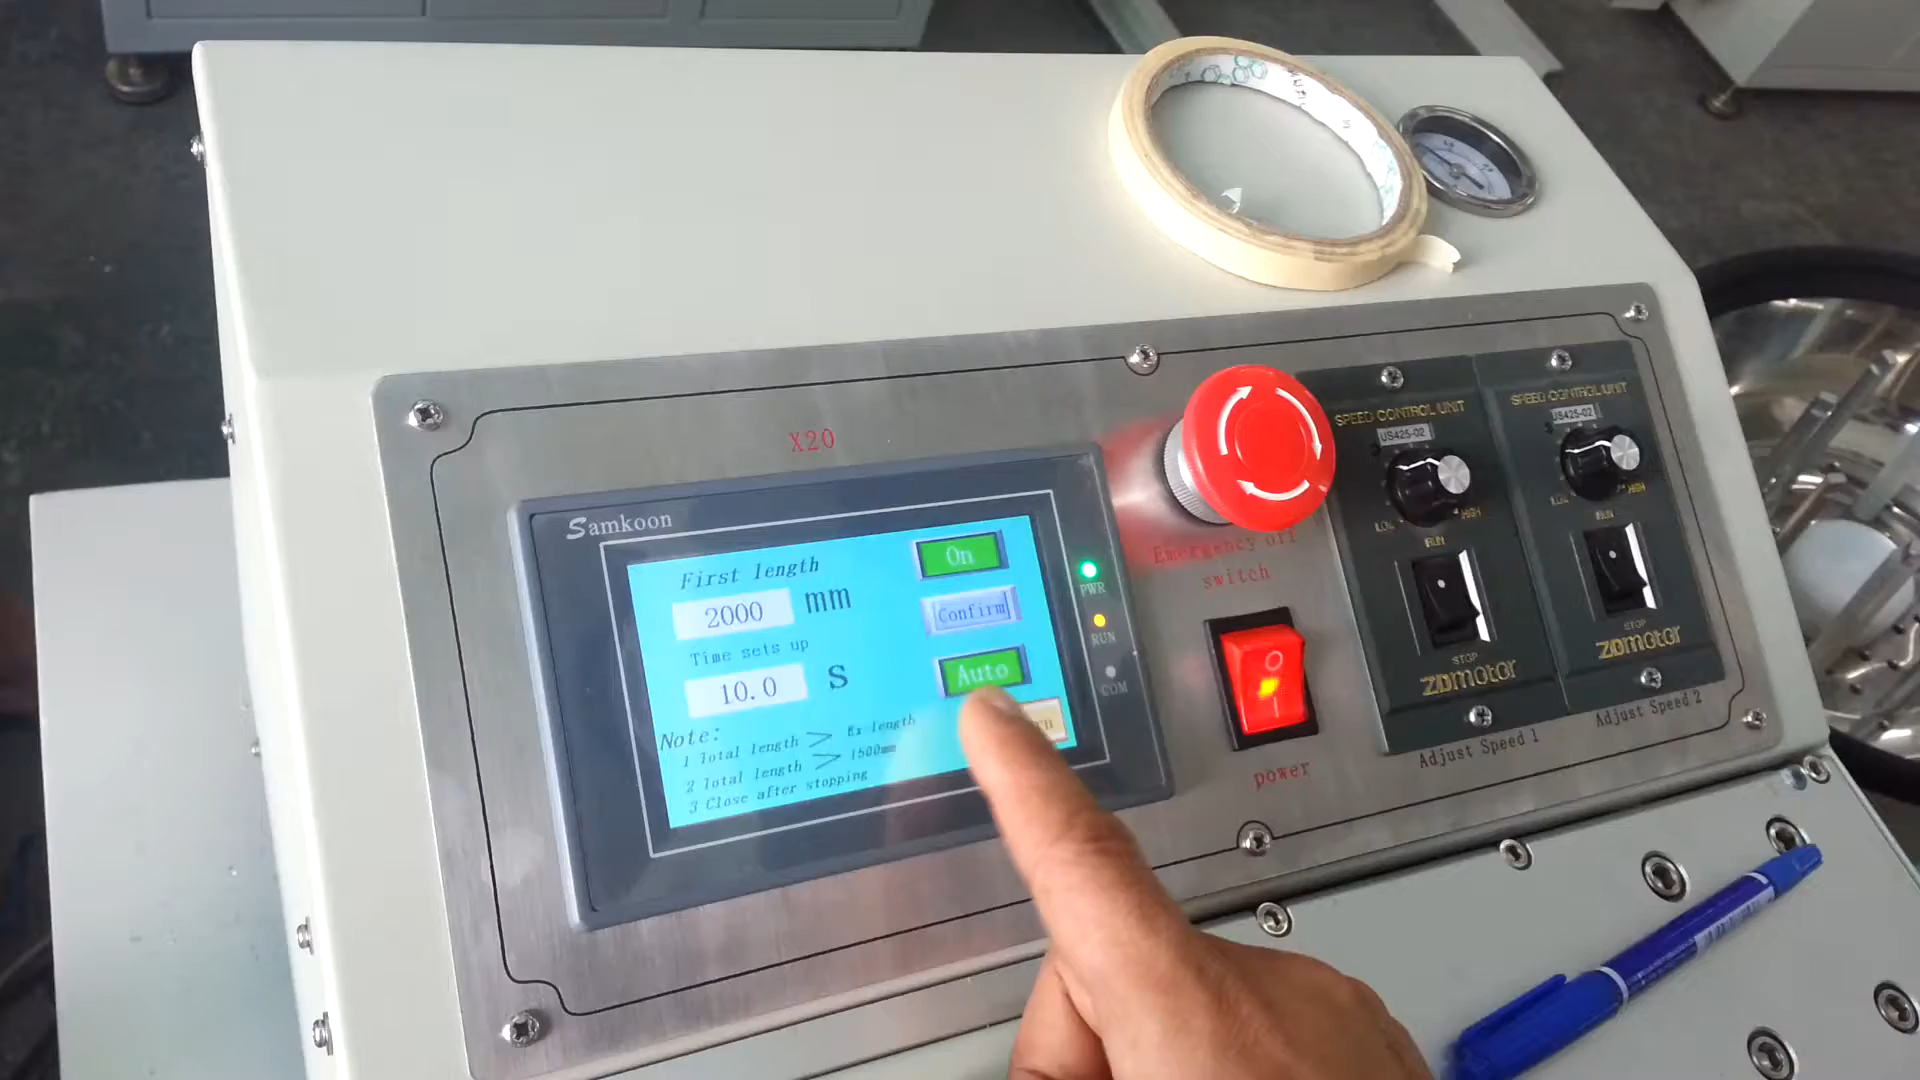 X20
Samkoon
First length
2000 mm
Time sets up
10.0 S
Note:
1 Total length > Ex length
2 Total length > 1500mm
3 Close after stopping
On
Confirm
Auto
PWR
RUN
COM
Emergency off
switch
power
SPEED CONTROL UNIT
US425-02
LOW HIGH
RUN
STOP
ZDMotor
Adjust Speed 1
SPEED CONTROL UNIT
US425-02
LOW HIGH
RUN
STOP
ZDMotor
Adjust Speed 2